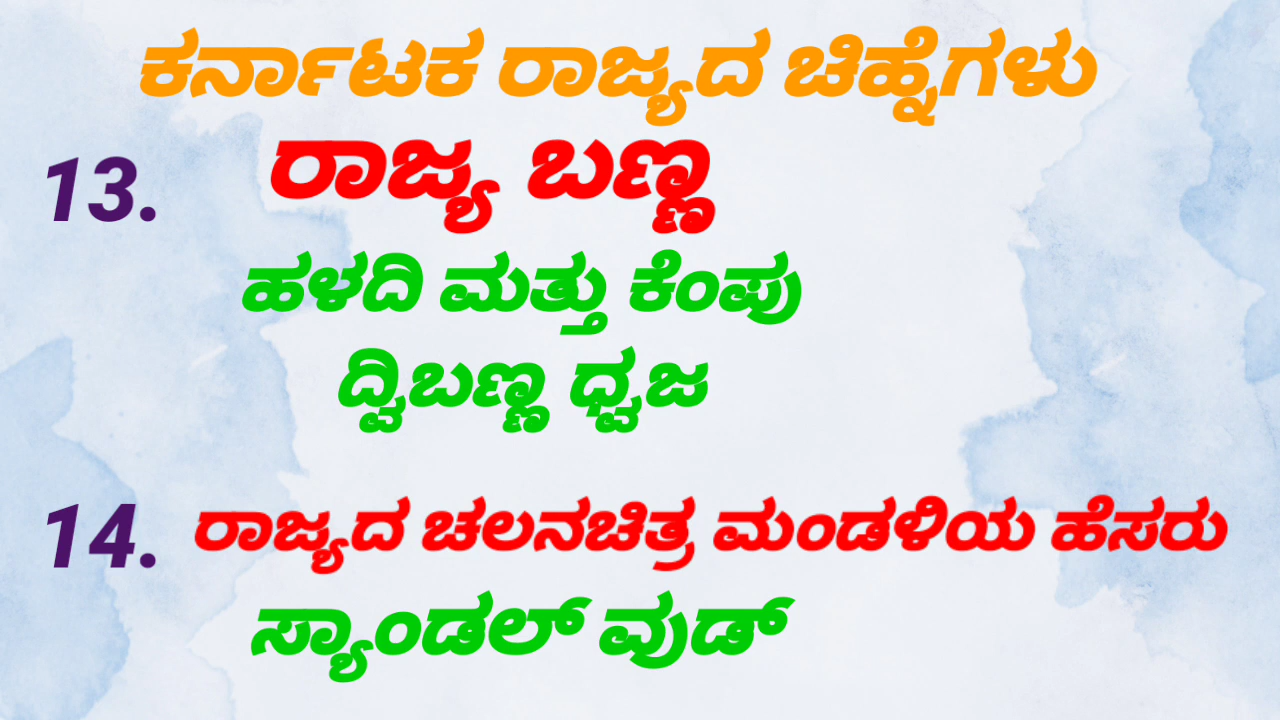 ಕರ್ನಾಟಕ ರಾಜ್ಯದ ಚಿಹ್ನೆಗಳು
13. ರಾಜ್ಯ ಬಣ್ಣ
ಹಳದಿ ಮತ್ತು ಕೆಂಪು
ದ್ವಿಬಣ್ಣ ಧ್ವಜ
14. ರಾಜ್ಯದ ಚಲನಚಿತ್ರ ಮಂಡಳಿಯ ಹೆಸರು
ಸ್ಯಾಂಡಲ್ ವುಡ್